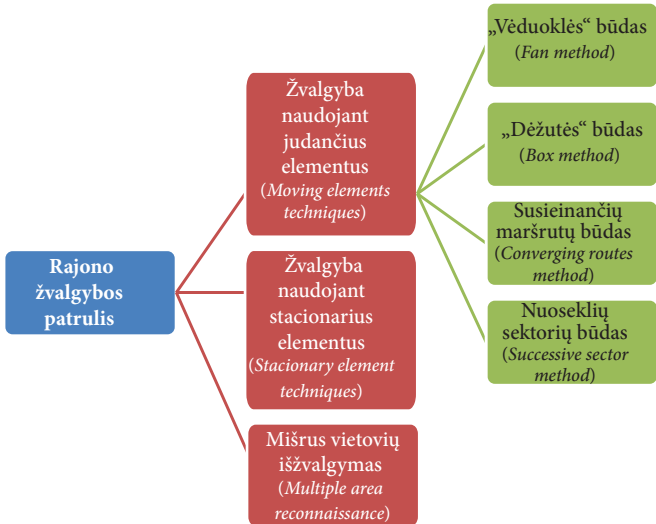 Rajono
žvalgybos
patrulis
Žvalgyba
naudojant
judančius
elementus
(Moving elements
techniques)
Žvalgyba
naudojant
stacionarius
elementus
(Stacionary element
techniques)
Mišrus vietovių
išžvalgymas
(Multiple area
reconnaissance)
„Vėduoklės“ būdas
(Fan method)
„Dėžutės“ būdas
(Box method)
Susieinančių
maršrutų būdas
(Converging routes
method)
Nuoseklių
sektorių būdas
(Successive sector
method)